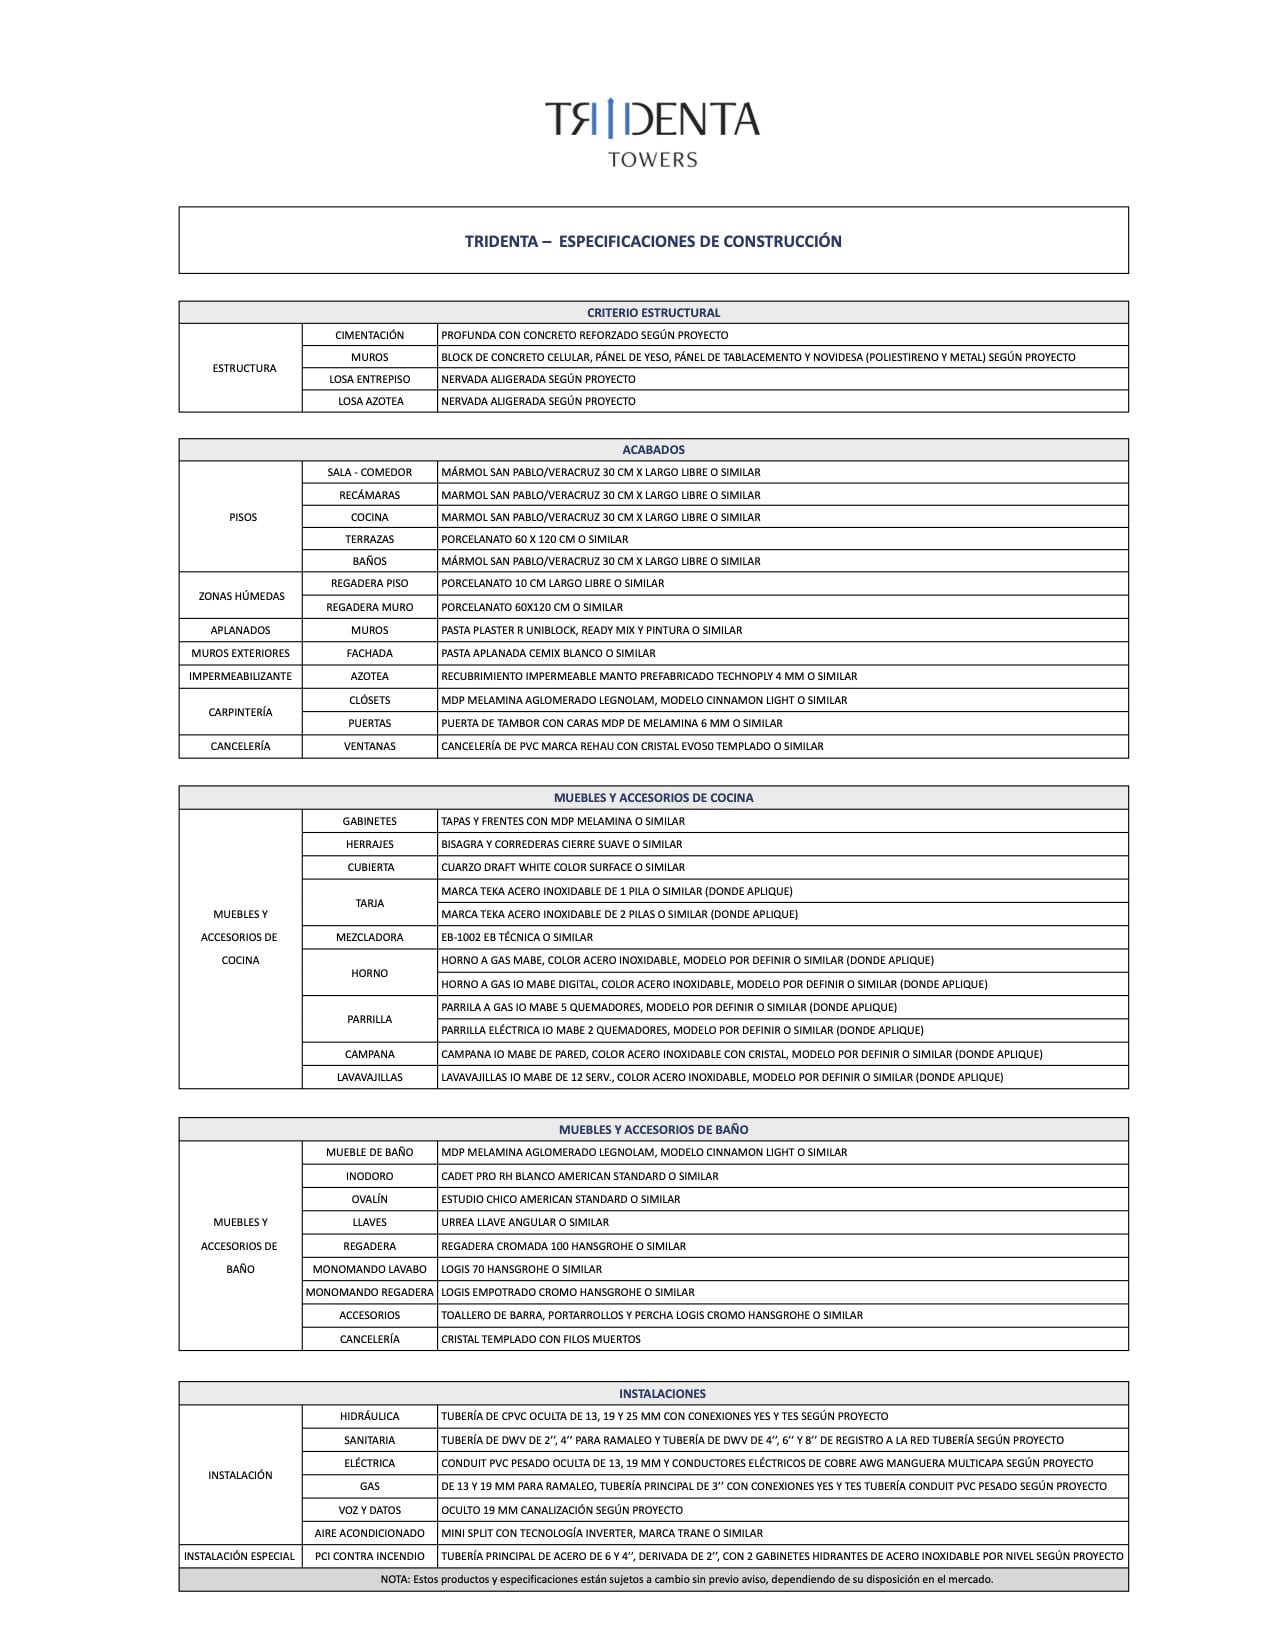 TRIDENTA
TOWERS
TRIDENTA – ESPECIFICACIONES DE CONSTRUCCIÓN
CRITERIO ESTRUCTURAL
ESTRUCTURA
CIMENTACIÓN PROFUNDA CON CONCRETO REFORZADO SEGÚN PROYECTO
MUROS BLOCK DE CONCRETO CELULAR, PÁNEL DE YESO, PÁNEL DE TABLACEMENTO Y NOVIDESA (POLIESTIRENO Y METAL) SEGÚN PROYECTO
LOSA ENTREPISO NERVADA ALIGERADA SEGÚN PROYECTO
LOSA AZOTEA NERVADA ALIGERADA SEGÚN PROYECTO
ACABADOS
PISOS
SALA - COMEDOR MÁRMOL SAN PABLO/VERACRUZ 30 CM X LARGO LIBRE O SIMILAR
RECÁMARAS MARMOL SAN PABLO/VERACRUZ 30 CM X LARGO LIBRE O SIMILAR
COCINA MARMOL SAN PABLO/VERACRUZ 30 CM X LARGO LIBRE O SIMILAR
TERRAZAS PORCELANATO 60 X 120 CM O SIMILAR
BAÑOS MÁRMOL SAN PABLO/VERACRUZ 30 CM X LARGO LIBRE O SIMILAR
ZONAS HÚMEDAS
REGADERA PISO PORCELANATO 10 CM LARGO LIBRE O SIMILAR
REGADERA MURO PORCELANATO 60X120 CM O SIMILAR
APLANADOS MUROS PASTA PLASTER R UNIBLOCK, READY MIX Y PINTURA O SIMILAR
MUROS EXTERIORES FACHADA PASTA APLANADA CEMIX BLANCO O SIMILAR
IMPERMEABILIZANTE AZOTEA RECUBRIMIENTO IMPERMEABLE MANTO PREFABRICADO TECHNOPLY 4 MM O SIMILAR
CARPINTERÍA
CLÓSETS MDP MELAMINA AGLOMERADO LEGNOLAM, MODELO CINNAMON LIGHT O SIMILAR
PUERTAS PUERTA DE TAMBOR CON CARAS MDP DE MELAMINA 6 MM O SIMILAR
CANCELERÍA VENTANAS CANCELERÍA DE PVC MARCA REHAU CON CRISTAL EVO50 TEMPLADO O SIMILAR
MUEBLES Y ACCESORIOS DE COCINA
MUEBLES Y
ACCESORIOS DE
COCINA
GABINETES TAPAS Y FRENTES CON MDP MELAMINA O SIMILAR
HERRAJES BISAGRA Y CORREDERAS CIERRE SUAVE O SIMILAR
CUBIERTA CUARZO DRAFT WHITE COLOR SURFACE O SIMILAR
TARJA
MARCA TEKA ACERO INOXIDABLE DE 1 PILA O SIMILAR (DONDE APLIQUE)
MARCA TEKA ACERO INOXIDABLE DE 2 PILAS O SIMILAR (DONDE APLIQUE)
MEZCLADORA EB-1002 EB TÉCNICA O SIMILAR
HORNO
HORNO A GAS MABE, COLOR ACERO INOXIDABLE, MODELO POR DEFINIR O SIMILAR (DONDE APLIQUE)
HORNO A GAS IO MABE DIGITAL, COLOR ACERO INOXIDABLE, MODELO POR DEFINIR O SIMILAR (DONDE APLIQUE)
PARRILLA
PARRILA A GAS IO MABE 5 QUEMADORES, MODELO POR DEFINIR O SIMILAR (DONDE APLIQUE)
PARRILLA ELÉCTRICA IO MABE 2 QUEMADORES, MODELO POR DEFINIR O SIMILAR (DONDE APLIQUE)
CAMPANA CAMPANA IO MABE DE PARED, COLOR ACERO INOXIDABLE CON CRISTAL, MODELO POR DEFINIR O SIMILAR (DONDE APLIQUE)
LAVAVAJILLAS LAVAVAJILLAS IO MABE DE 12 SERV., COLOR ACERO INOXIDABLE, MODELO POR DEFINIR O SIMILAR (DONDE APLIQUE)
MUEBLES Y ACCESORIOS DE BAÑO
MUEBLES Y
ACCESORIOS DE
BAÑO
MUEBLE DE BAÑO MDP MELAMINA AGLOMERADO LEGNOLAM, MODELO CINNAMON LIGHT O SIMILAR
INODORO CADET PRO RH BLANCO AMERICAN STANDARD O SIMILAR
OVALÍN ESTUDIO CHICO AMERICAN STANDARD O SIMILAR
LLAVES URREA LLAVE ANGULAR O SIMILAR
REGADERA REGADERA CROMADA 100 HANSGROHE O SIMILAR
MONOMANDO LAVABO LOGIS 70 HANSGROHE O SIMILAR
MONOMANDO REGADERA LOGIS EMPOTRADO CROMO HANSGROHE O SIMILAR
ACCESORIOS TOALLERO DE BARRA, PORTARROLLOS Y PERCHA LOGIS CROMO HANSGROHE O SIMILAR
CANCELERÍA CRISTAL TEMPLADO CON FILOS MUERTOS
INSTALACIONES
INSTALACIÓN
HIDRÁULICA TUBERÍA DE CPVC OCULTA DE 13, 19 Y 25 MM CON CONEXIONES YES Y TES SEGÚN PROYECTO
SANITARIA TUBERÍA DE DWV DE 2’’, 4’’ PARA RAMALEO Y TUBERÍA DE DWV DE 4’’, 6’’ Y 8’’ DE REGISTRO A LA RED TUBERÍA SEGÚN PROYECTO
ELÉCTRICA CONDUIT PVC PESADO OCULTA DE 13, 19 MM Y CONDUCTORES ELÉCTRICOS DE COBRE AWG MANGUERA MULTICAPA SEGÚN PROYECTO
GAS DE 13 Y 19 MM PARA RAMALEO, TUBERÍA PRINCIPAL DE 3’’ CON CONEXIONES YES Y TES TUBERÍA CONDUIT PVC PESADO SEGÚN PROYECTO
VOZ Y DATOS OCULTO 19 MM CANALIZACIÓN SEGÚN PROYECTO
AIRE ACONDICIONADO MINI SPLIT CON TECNOLOGÍA INVERTER, MARCA TRANE O SIMILAR
INSTALACIÓN ESPECIAL PCI CONTRA INCENDIO TUBERÍA PRINCIPAL DE ACERO DE 6 Y 4’’, DERIVADA DE 2’’, CON 2 GABINETES HIDRANTES DE ACERO INOXIDABLE POR NIVEL SEGÚN PROYECTO
NOTA: Estos productos y especificaciones están sujetos a cambio sin previo aviso, dependiendo de su disposición en el mercado.